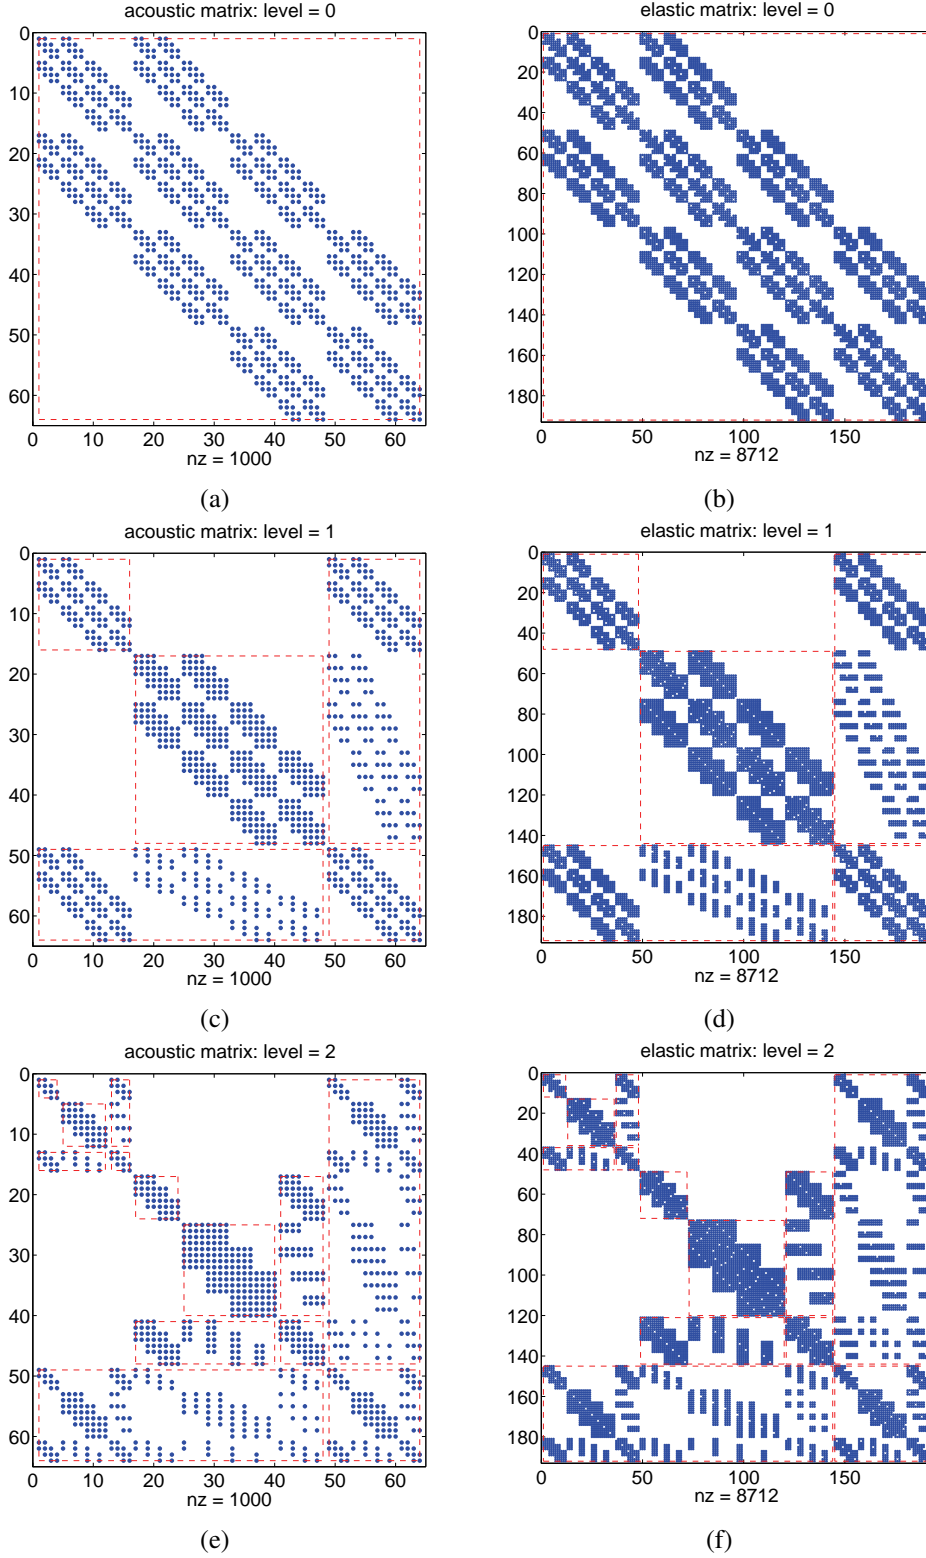 acoustic matrix: level = 0
0
10
20
30
40
50
60
0 10 20 30 40 50 60
nz = 1000
(a)
elastic matrix: level = 0
0
20
40
60
80
100
120
140
160
180
0 50 100 150
nz = 8712
(b)
acoustic matrix: level = 1
0
10
20
30
40
50
60
0 10 20 30 40 50 60
nz = 1000
(c)
elastic matrix: level = 1
0
20
40
60
80
100
120
140
160
180
0 50 100 150
nz = 8712
(d)
acoustic matrix: level = 2
0
10
20
30
40
50
60
0 10 20 30 40 50 60
nz = 1000
(e)
elastic matrix: level = 2
0
20
40
60
80
100
120
140
160
180
0 50 100 150
nz = 8712
(f)